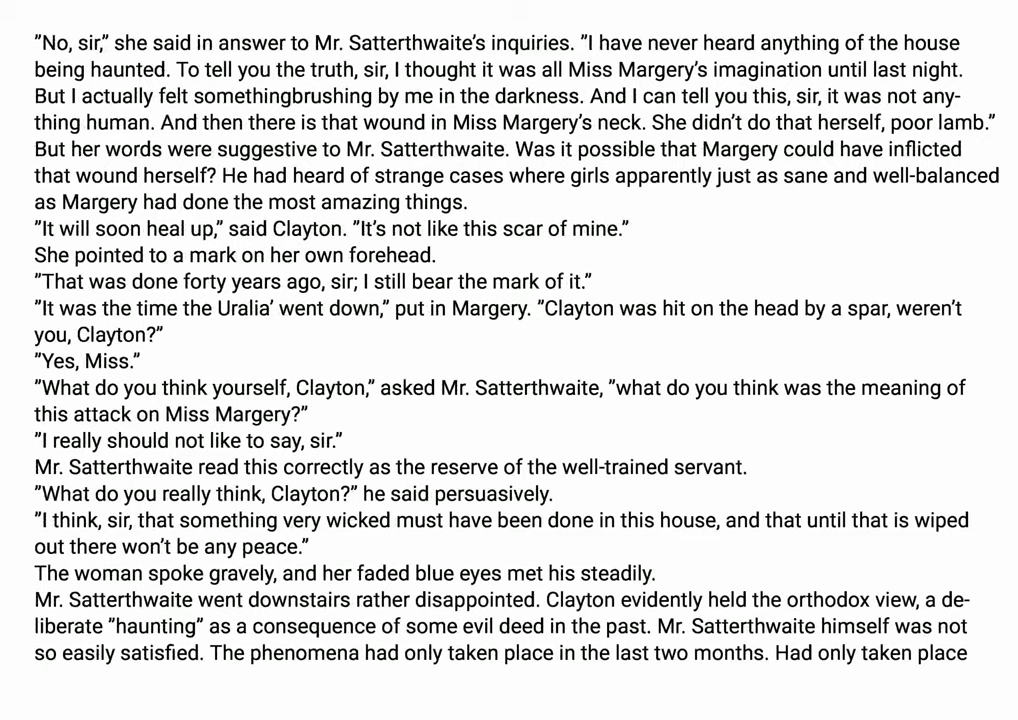 ”No, sir,” she said in answer to Mr. Satterthwaite’s inquiries. ”I have never heard anything of the house
being haunted. To tell you the truth, sir, I thought it was all Miss Margery’s imagination until last night.
But I actually felt somethingbrushing by me in the darkness. And I can tell you this, sir, it was not any-
thing human. And then there is that wound in Miss Margery’s neck. She didn’t do that herself, poor lamb.”
But her words were suggestive to Mr. Satterthwaite. Was it possible that Margery could have inflicted
that wound herself? He had heard of strange cases where girls apparently just as sane and well-balanced
as Margery had done the most amazing things.
”It will soon heal up,” said Clayton. ”It’s not like this scar of mine.”
She pointed to a mark on her own forehead.
”That was done forty years ago, sir; I still bear the mark of it.”
”It was the time the Uralia’ went down,” put in Margery. ”Clayton was hit on the head by a spar, weren’t
you, Clayton?”
”Yes, Miss.”
”What do you think yourself, Clayton,” asked Mr. Satterthwaite, ”what do you think was the meaning of
this attack on Miss Margery?”
”I really should not like to say, sir.”
Mr. Satterthwaite read this correctly as the reserve of the well-trained servant.
”What do you really think, Clayton?” he said persuasively.
”I think, sir, that something very wicked must have been done in this house, and that until that is wiped
out there won’t be any peace.”
The woman spoke gravely, and her faded blue eyes met his steadily.
Mr. Satterthwaite went downstairs rather disappointed. Clayton evidently held the orthodox view, a de-
liberate ”haunting” as a consequence of some evil deed in the past. Mr. Satterthwaite himself was not
so easily satisfied. The phenomena had only taken place in the last two months. Had only taken place